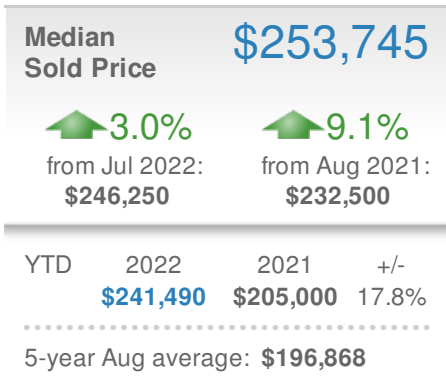 Median $253,745
Sold Price
3.0% 9.1%
from Jul 2022: from Aug 2021:
$246,250 $232,500
YTD 2022 2021 +/-
$241,490 $205,000 17.8%
5-year Aug average: $196,868